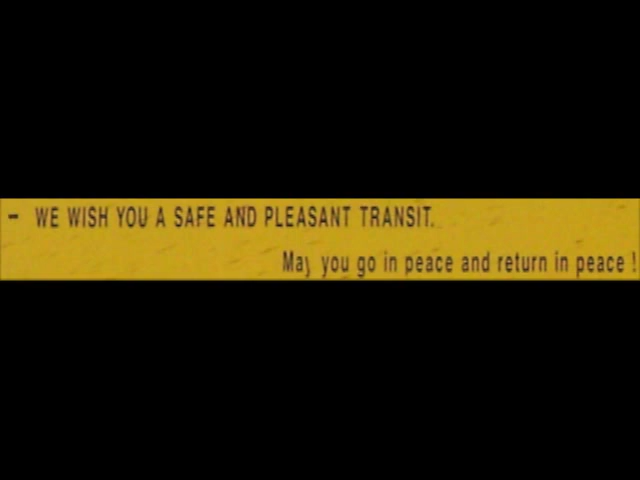 - WE WISH YOU A SAFE AND PLEASANT TRANSIT.
May you go in peace and return in peace !